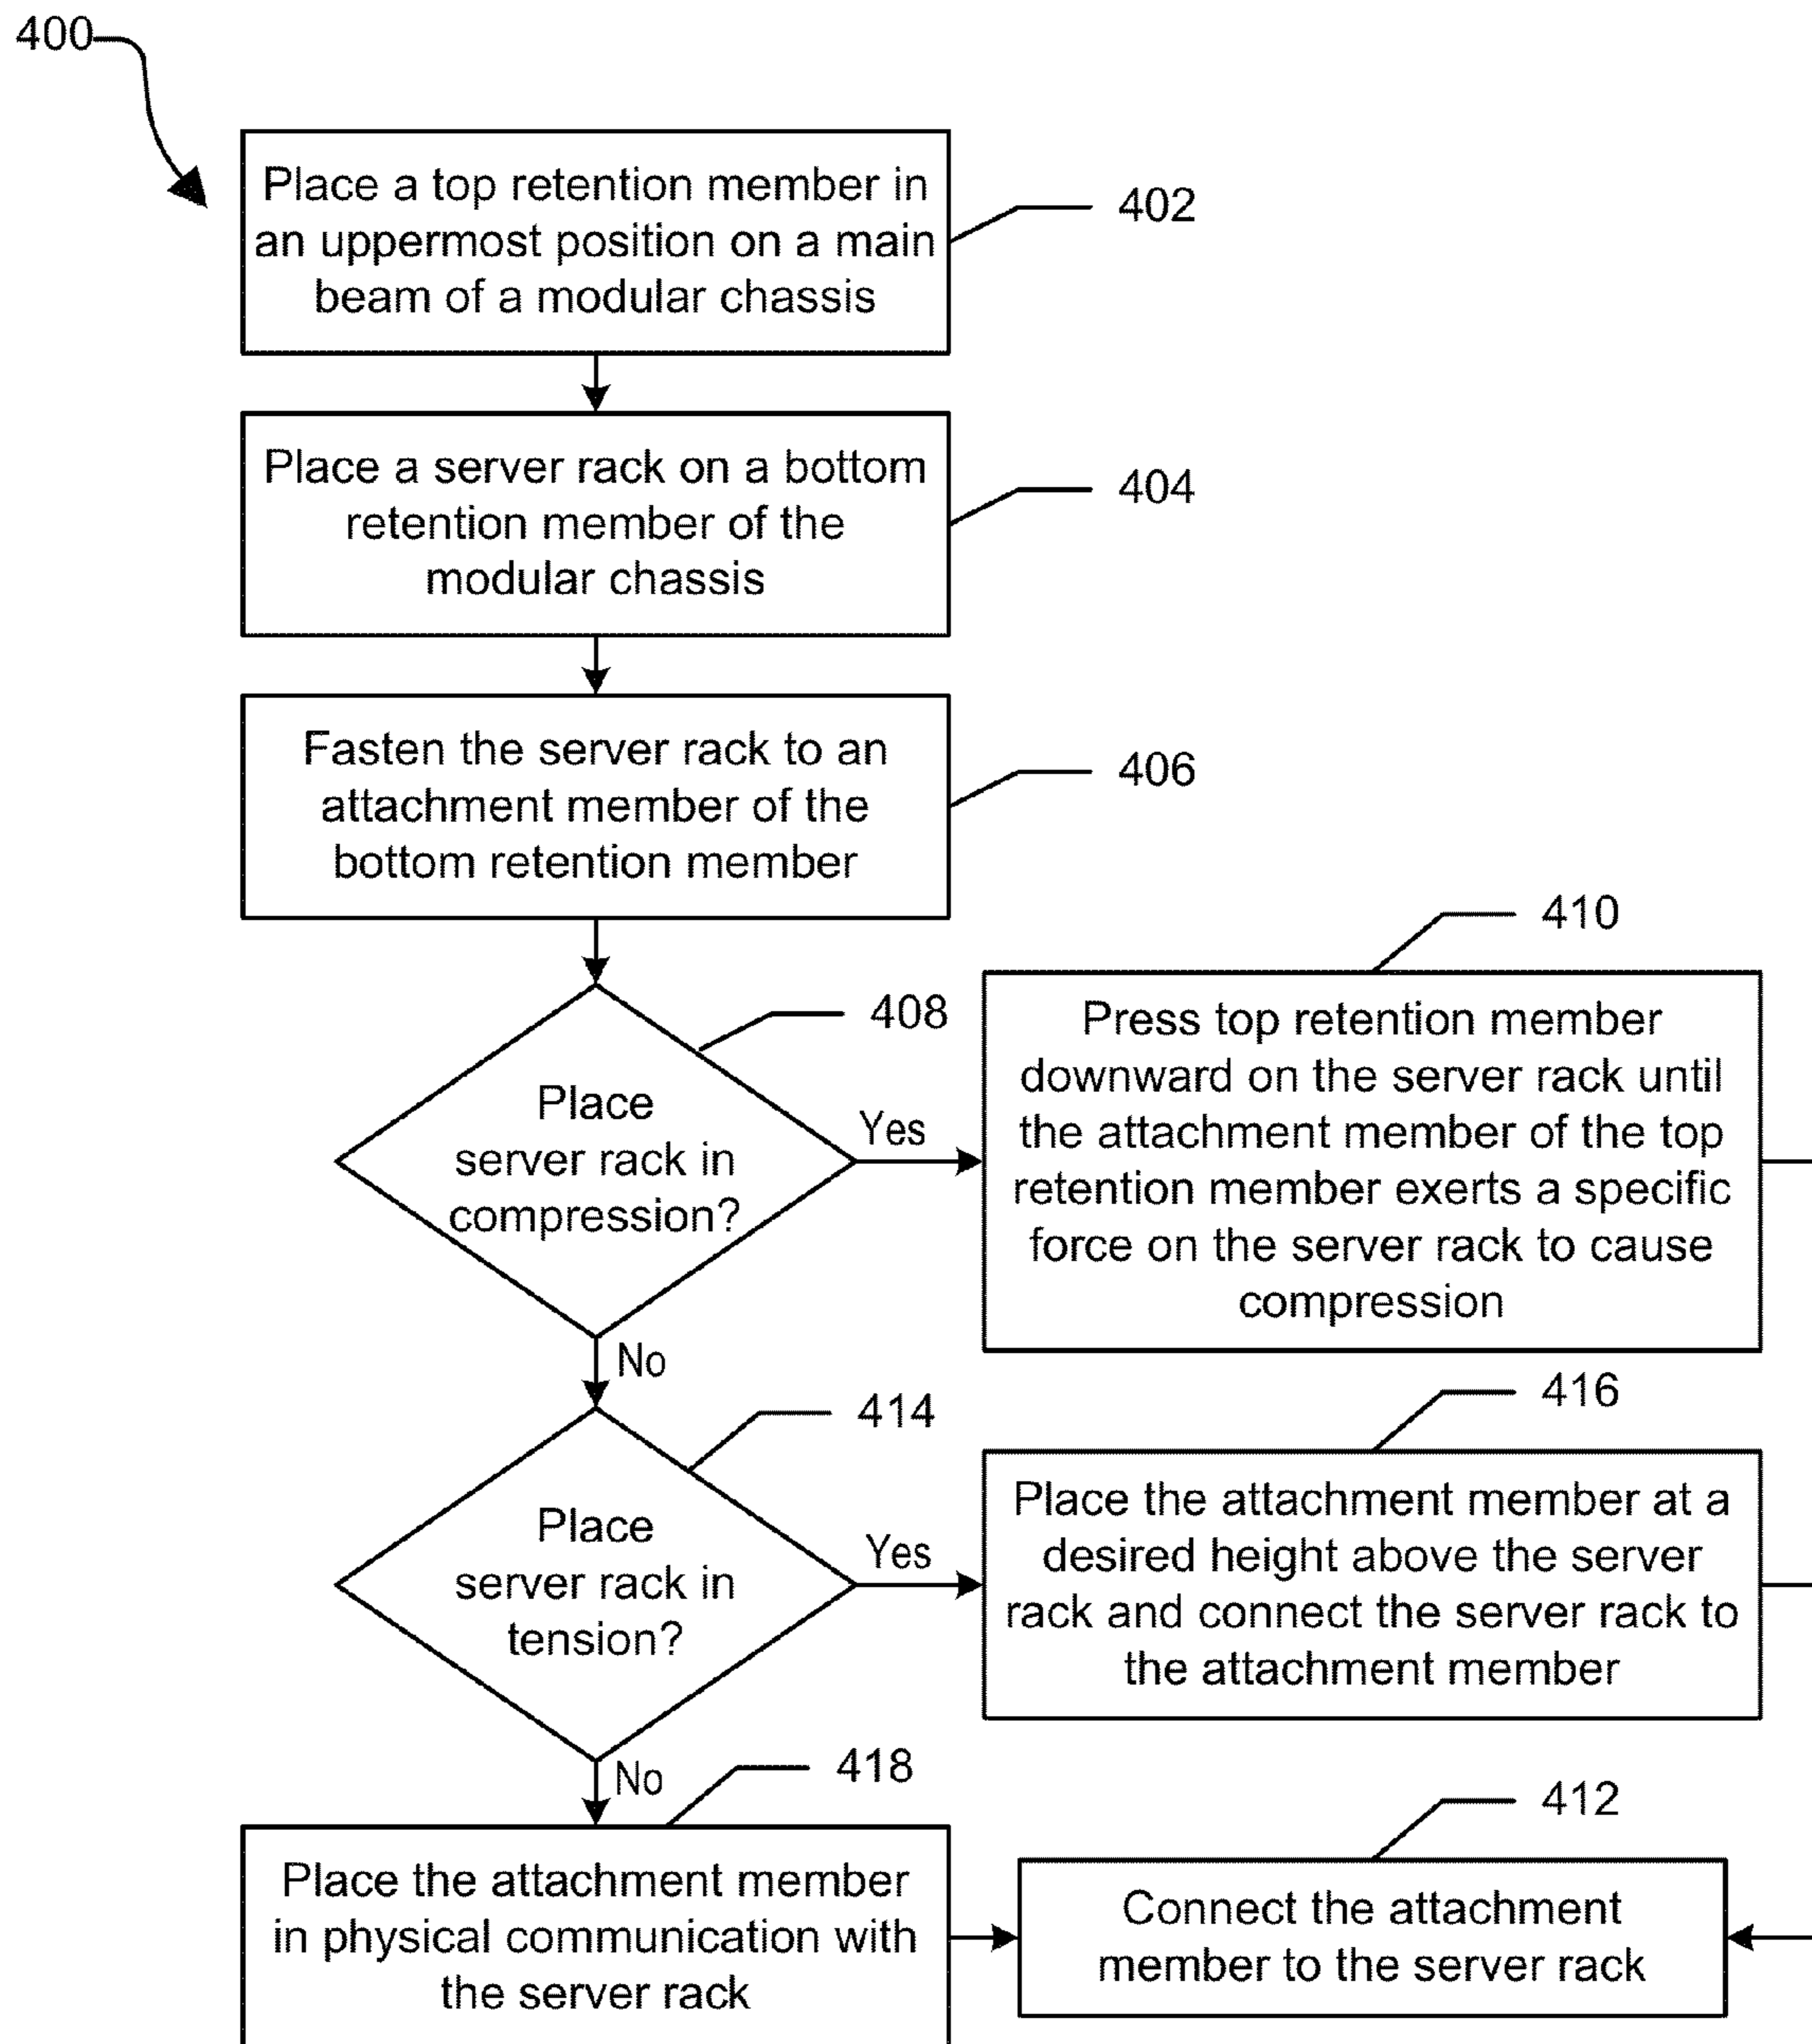 400
Place a top retention member in
an uppermost position on a main
beam of a modular chassis
402
Place a server rack on a bottom
retention member of the
modular chassis
404
Fasten the server rack to an
attachment member of the
bottom retention member
406
Place
server rack in
compression?
408
Yes
No
410
Press top retention member
downward on the server rack until
the attachment member of the top
retention member exerts a specific
force on the server rack to cause
compression
Place
server rack in
tension?
414
Yes
No
416
Place the attachment member at a
desired height above the server
rack and connect the server rack to
the attachment member
418
Place the attachment member
in physical communication with
the server rack
412
Connect the attachment
member to the server rack